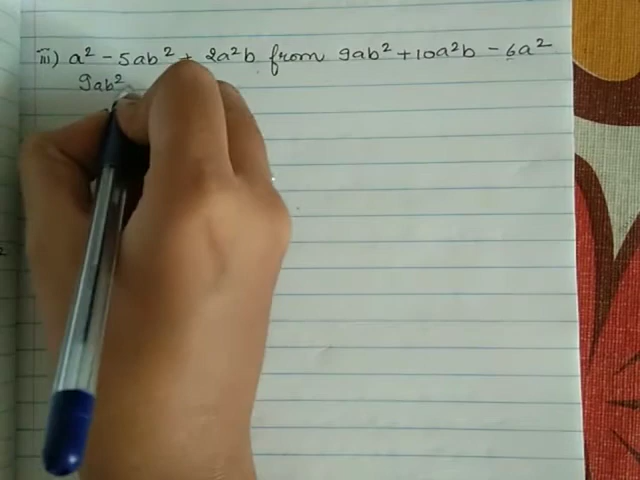 iii) a² - 5ab² + 2a²b from 9ab² + 10a²b - 6a²
9ab²